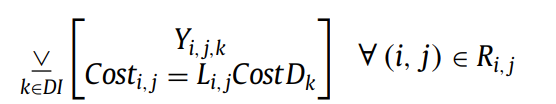 ⊻_{k∈DI} [ Y_{i,j,k}
Cost_{i,j} = L_{i,j}CostD_k ] ∀ (i, j) ∈ R_{i,j}